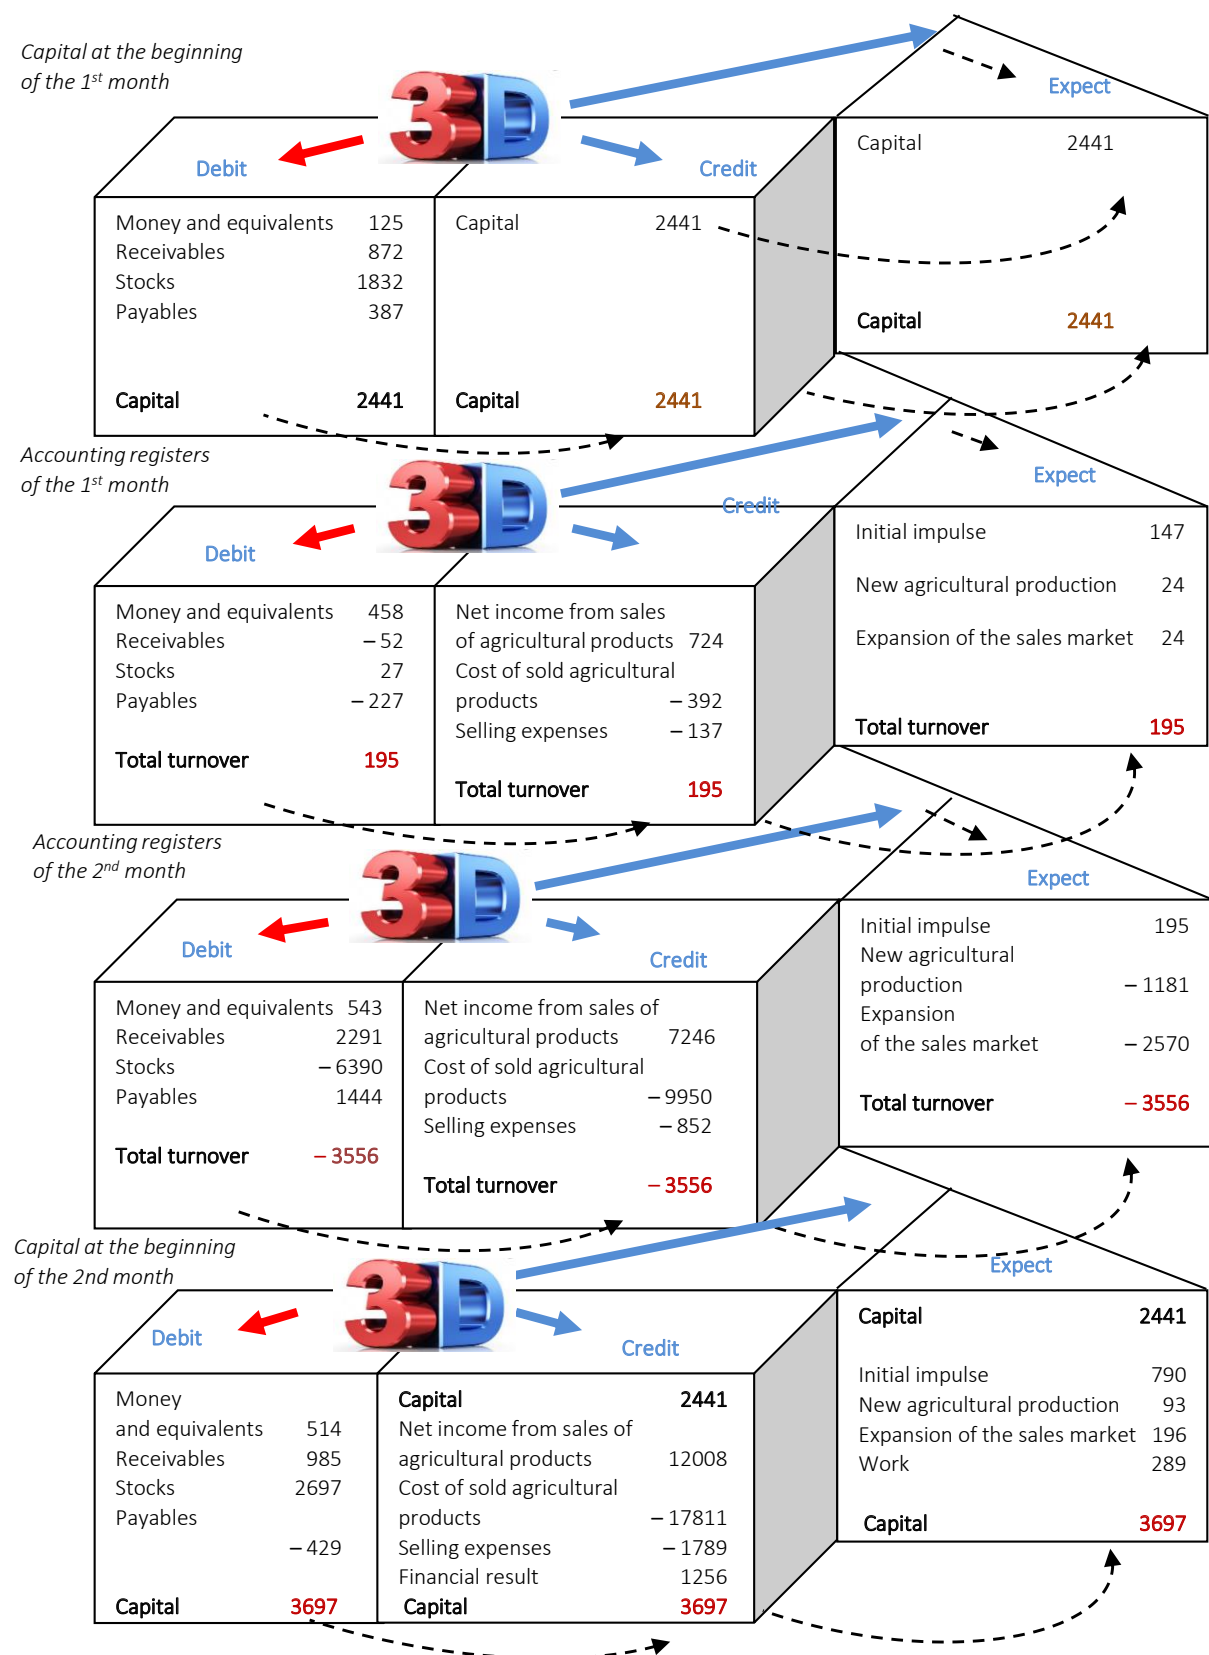 Capital at the beginning
of the 1st month
3D
Expect
Debit
Credit
Capital 2441
Capital 2441
Money and equivalents 125
Receivables 872
Stocks 1832
Payables 387
Capital 2441
Capital 2441
Capital 2441
Accounting registers
of the 1st month
3D
Expect
Debit
Credit
Initial impulse 147
New agricultural production 24
Expansion of the sales market 24
Total turnover 195
Money and equivalents 458
Receivables – 52
Stocks 27
Payables – 227
Total turnover 195
Net income from sales
of agricultural products 724
Cost of sold agricultural
products – 392
Selling expenses – 137
Total turnover 195
Accounting registers
of the 2nd month
3D
Expect
Debit
Credit
Initial impulse 195
New agricultural
production – 1181
Expansion
of the sales market – 2570
Total turnover – 3556
Money and equivalents 543
Receivables 2291
Stocks – 6390
Payables 1444
Total turnover – 3556
Net income from sales of
agricultural products 7246
Cost of sold agricultural
products – 9950
Selling expenses – 852
Total turnover – 3556
Capital at the beginning
of the 2nd month
3D
Expect
Debit
Credit
Capital 2441
Initial impulse 790
New agricultural production 93
Expansion of the sales market 196
Work 289
Capital 3697
Money
and equivalents 514
Receivables 985
Stocks 2697
Payables
– 429
Capital 3697
Capital 2441
Net income from sales of
agricultural products 12008
Cost of sold agricultural
products – 17811
Selling expenses – 1789
Financial result 1256
Capital 3697